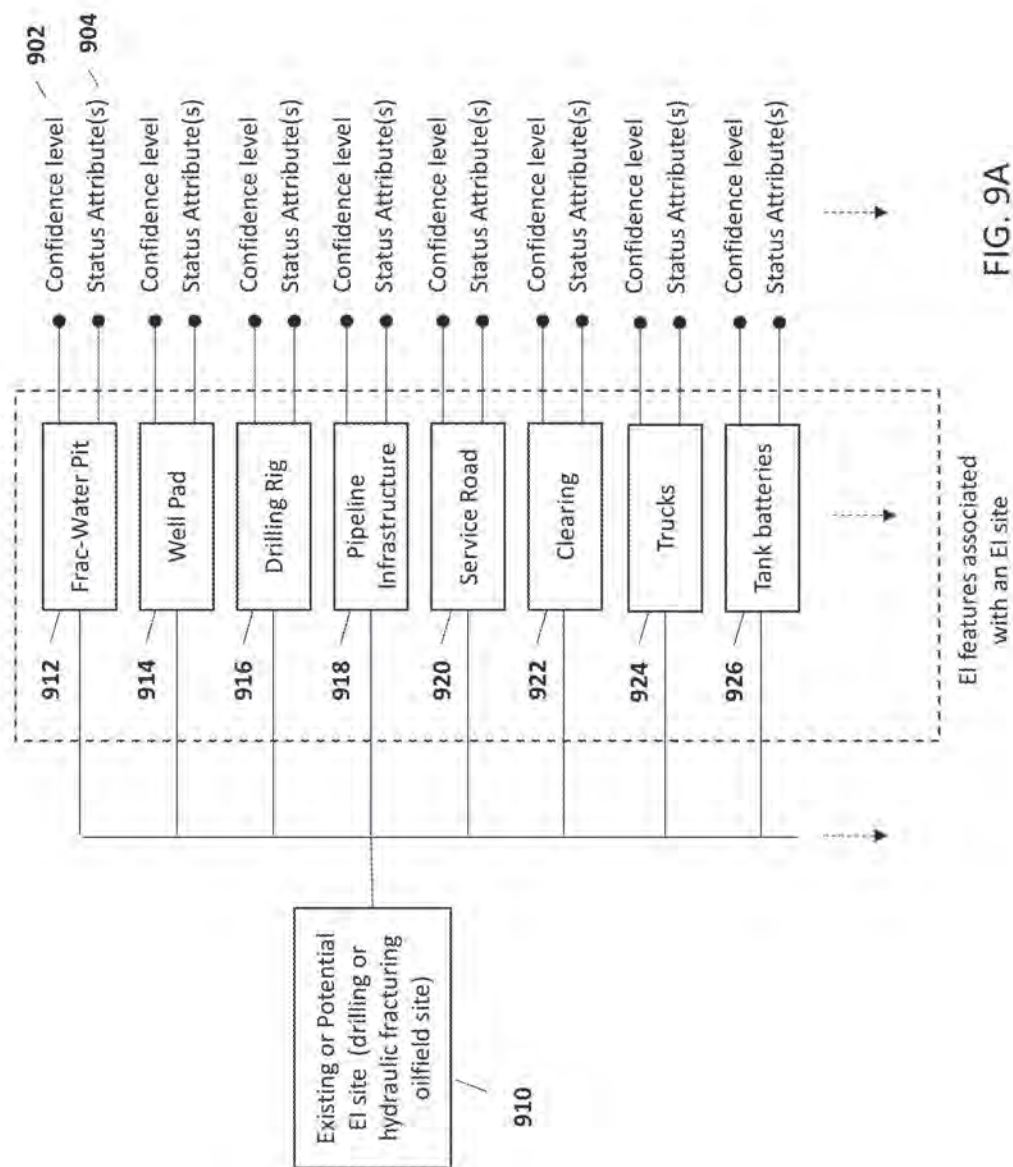 Existing or Potential
EI site (drilling or
hydraulic fracturing
oilfield site)
910
912
Frac-Water Pit
Confidence level
902
Status Attribute(s)
904
914
Well Pad
Confidence level
Status Attribute(s)
916
Drilling Rig
Confidence level
Status Attribute(s)
918
Pipeline
Infrastructure
Confidence level
Status Attribute(s)
920
Service Road
Confidence level
Status Attribute(s)
922
Clearing
Confidence level
Status Attribute(s)
924
Trucks
Confidence level
Status Attribute(s)
926
Tank batteries
Confidence level
Status Attribute(s)
EI features associated
with an EI site
FIG. 9A